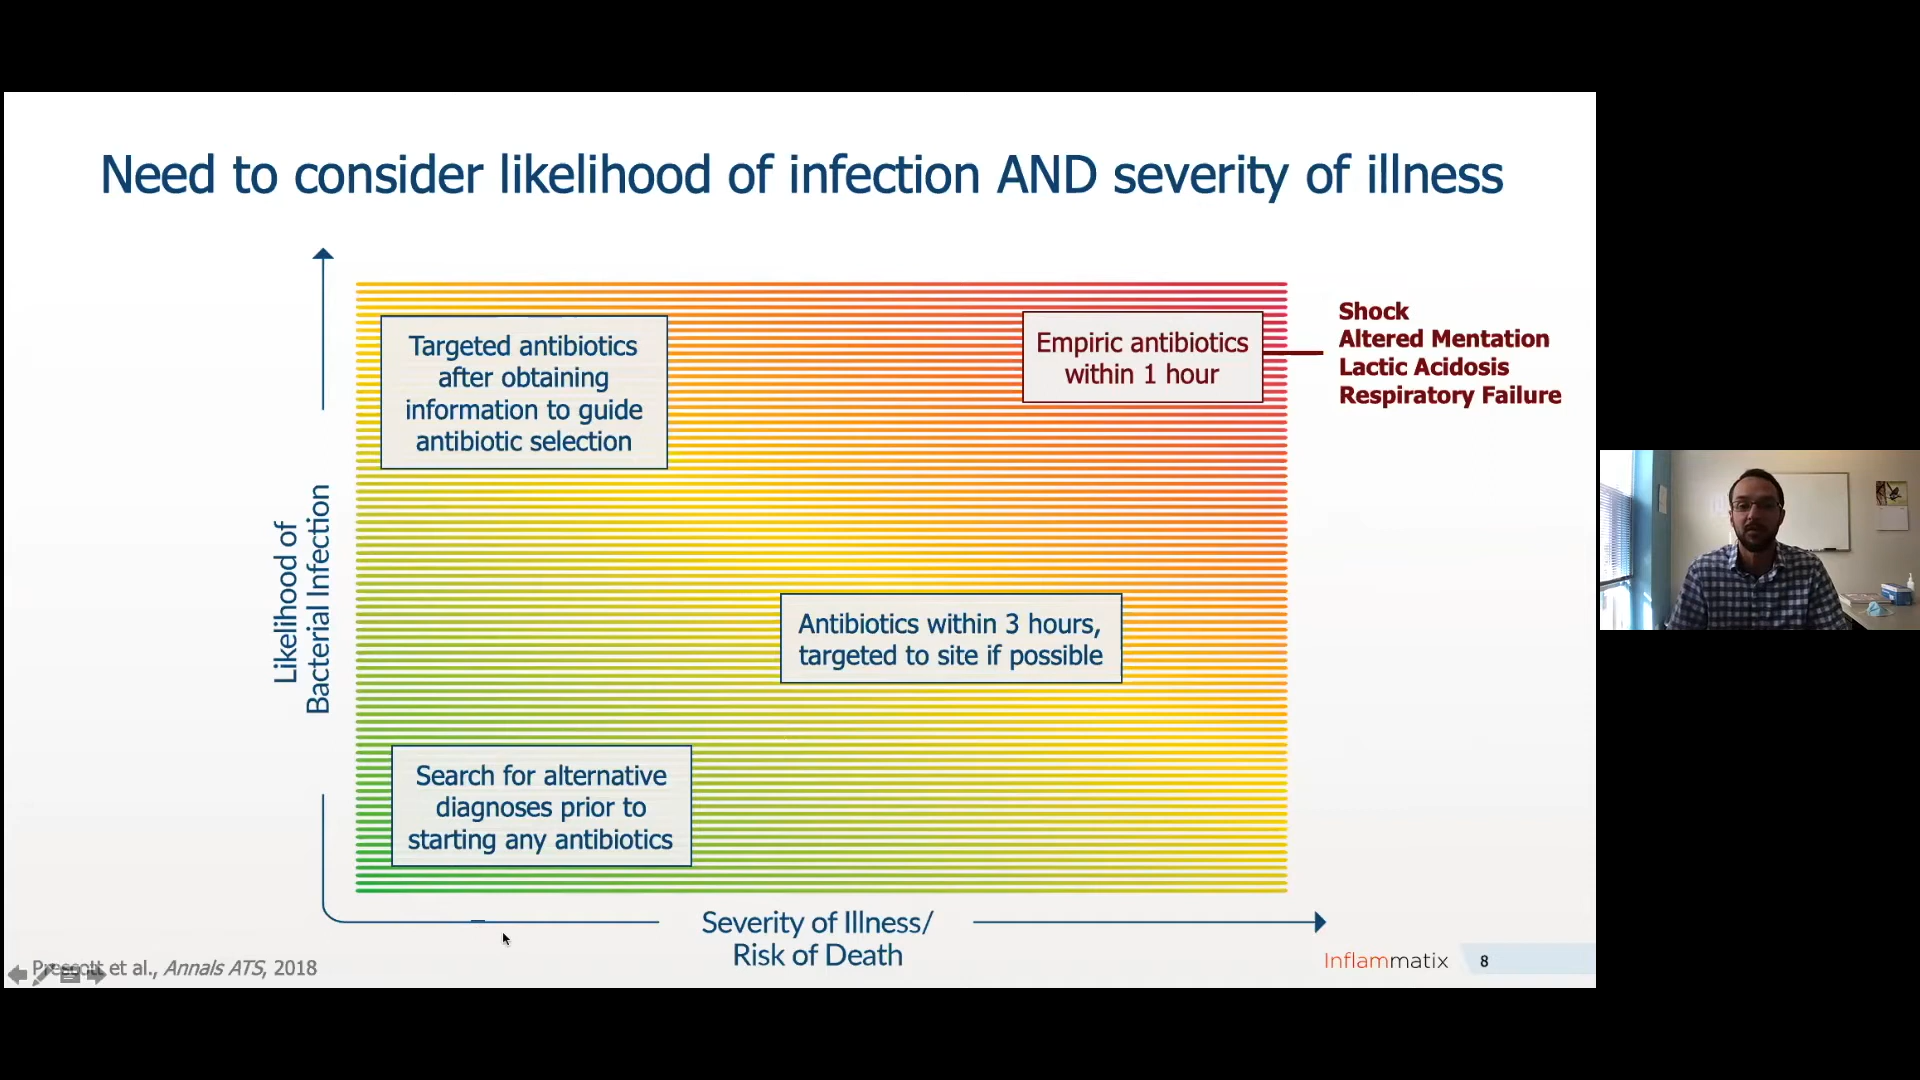 Need to consider likelihood of infection AND severity of illness
Targeted antibiotics
after obtaining
information to guide
antibiotic selection
Empiric antibiotics
within 1 hour
Shock
Altered Mentation
Lactic Acidosis
Respiratory Failure
Likelihood of
Bacterial Infection
Antibiotics within 3 hours,
targeted to site if possible
Search for alternative
diagnoses prior to
starting any antibiotics
Severity of Illness/
Risk of Death
Prescott et al., Annals ATS, 2018
Inflammatix
8